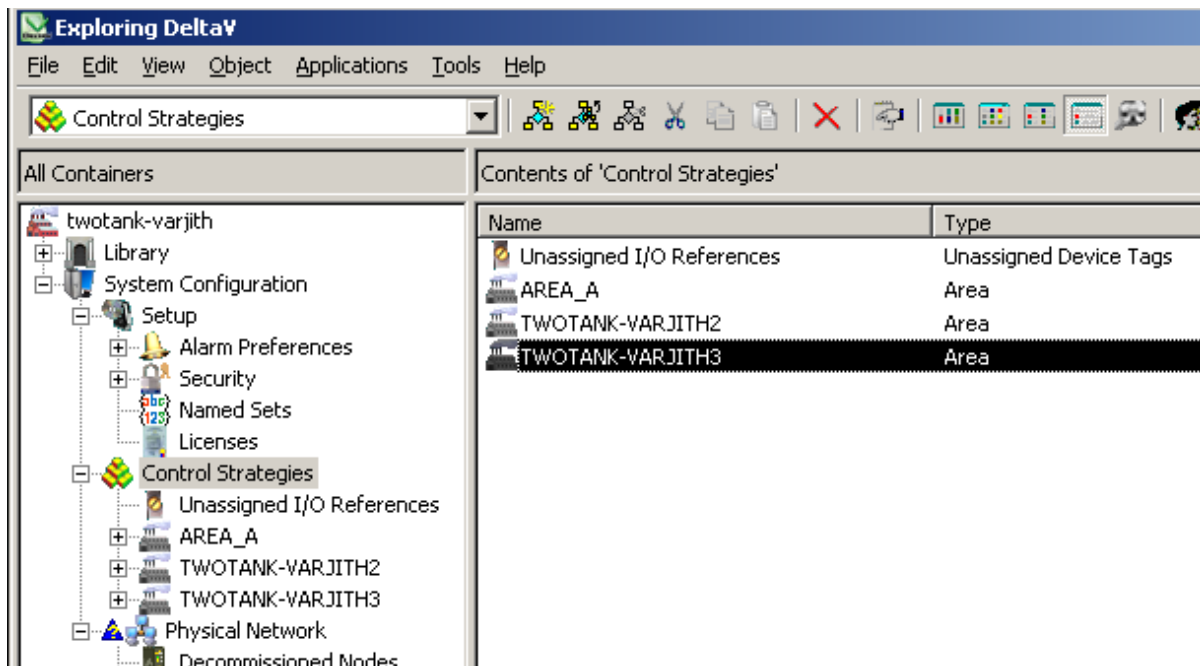 Exploring DeltaV
File Edit View Object Applications Tools Help
Control Strategies
All Containers
Contents of 'Control Strategies'
twotank-varjith
Library
System Configuration
Setup
Alarm Preferences
Security
Named Sets
Licenses
Control Strategies
Unassigned I/O References
AREA_A
TWOTANK-VARJITH2
TWOTANK-VARJITH3
Physical Network
Decommissioned Nodes
Name Type
Unassigned I/O References Unassigned Device Tags
AREA_A Area
TWOTANK-VARJITH2 Area
TWOTANK-VARJITH3 Area